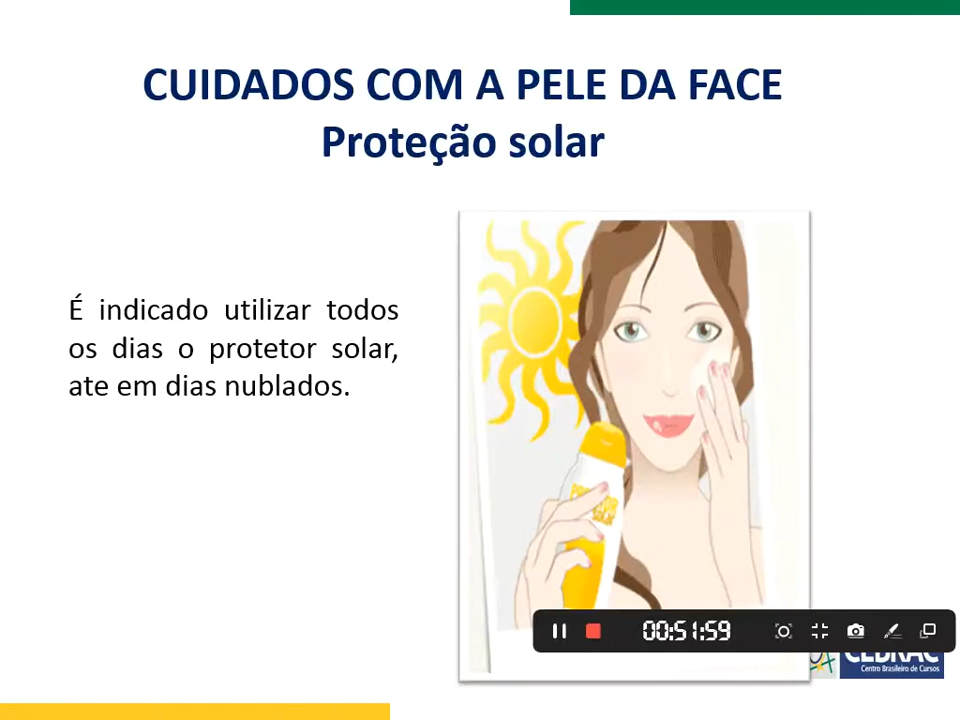 CUIDADOS COM A PELE DA FACE
Proteção solar
É indicado utilizar todos
os dias o protetor solar,
ate em dias nublados.
00:51:59
CEBRAC
Centro Brasileiro de Cursos